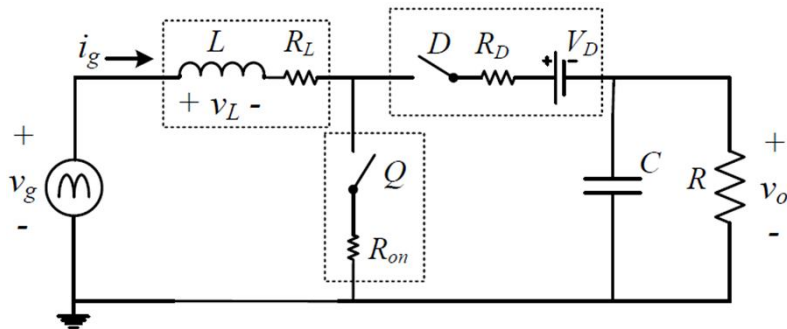 i_g
L
R_L
+ v_L -
D
R_D
V_D
+ -
Q
R_on
+
v_g
-
C
R
+
v_o
-